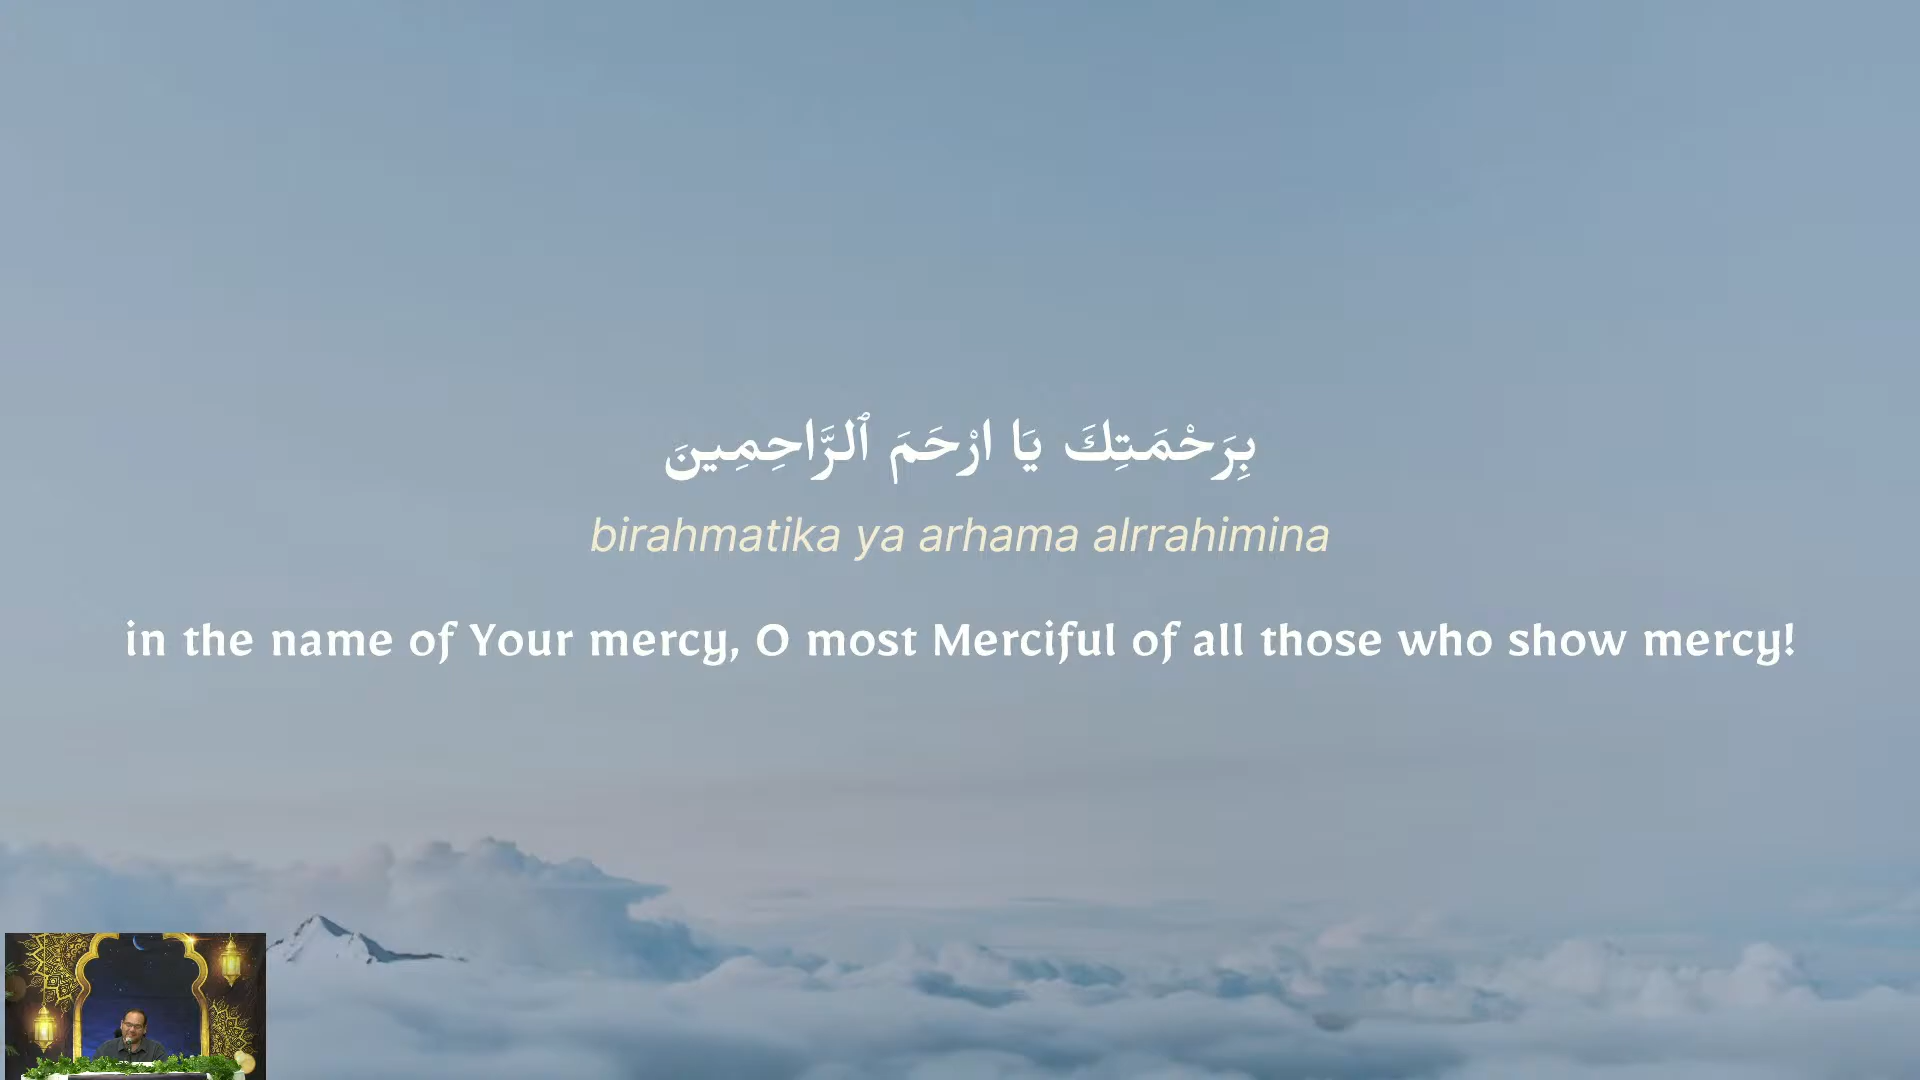 بِرَحْمَتِكَ يَا ارْحَمَ ٱلرَّاحِمِينَ
birahmatika ya arhama alrrahimina
in the name of Your mercy, O most Merciful of all those who show mercy!